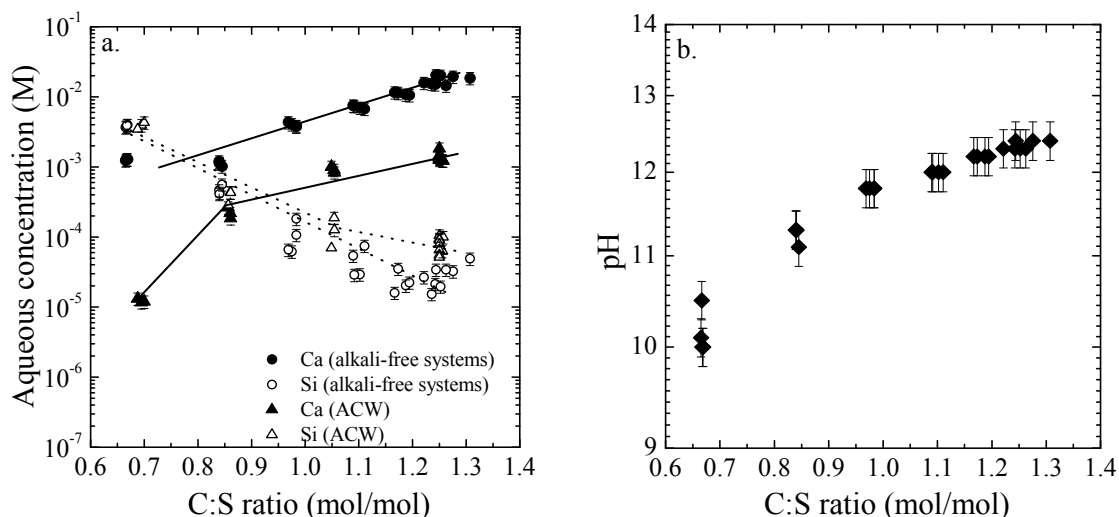 a.
Aqueous concentration (M)
10⁻¹
10⁻²
10⁻³
10⁻⁴
10⁻⁵
10⁻⁶
10⁻⁷
Ca (alkali-free systems)
Si (alkali-free systems)
Ca (ACW)
Si (ACW)
0.6 0.7 0.8 0.9 1.0 1.1 1.2 1.3 1.4
C:S ratio (mol/mol)
b.
pH
14
13
12
11
10
9
0.6 0.7 0.8 0.9 1.0 1.1 1.2 1.3 1.4
C:S ratio (mol/mol)